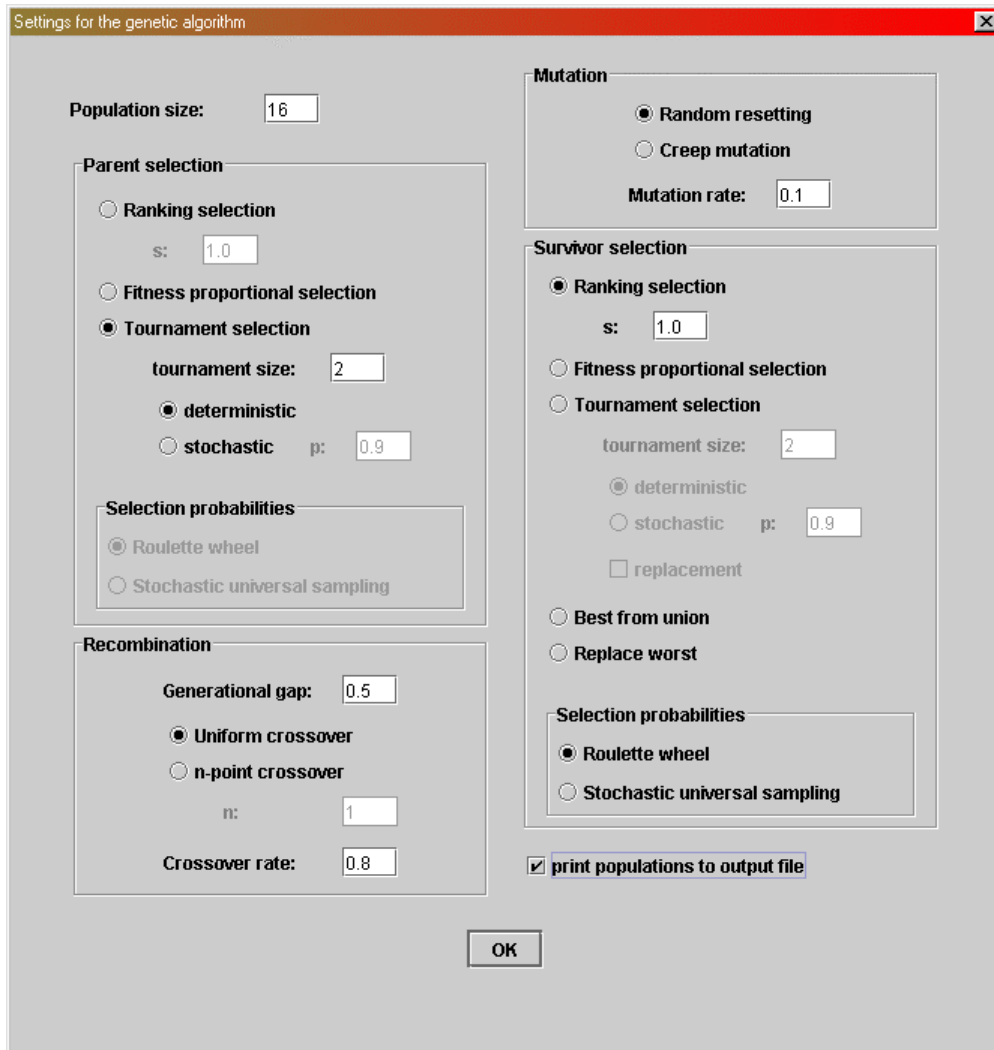 Settings for the genetic algorithm
Population size: 16
Parent selection
Ranking selection
s: 1.0
Fitness proportional selection
Tournament selection
tournament size: 2
deterministic
stochastic p: 0.9
Selection probabilities
Roulette wheel
Stochastic universal sampling
Recombination
Generational gap: 0.5
Uniform crossover
n-point crossover
n: 1
Crossover rate: 0.8
Mutation
Random resetting
Creep mutation
Mutation rate: 0.1
Survivor selection
Ranking selection
s: 1.0
Fitness proportional selection
Tournament selection
tournament size: 2
deterministic
stochastic p: 0.9
replacement
Best from union
Replace worst
Selection probabilities
Roulette wheel
Stochastic universal sampling
print populations to output file
OK